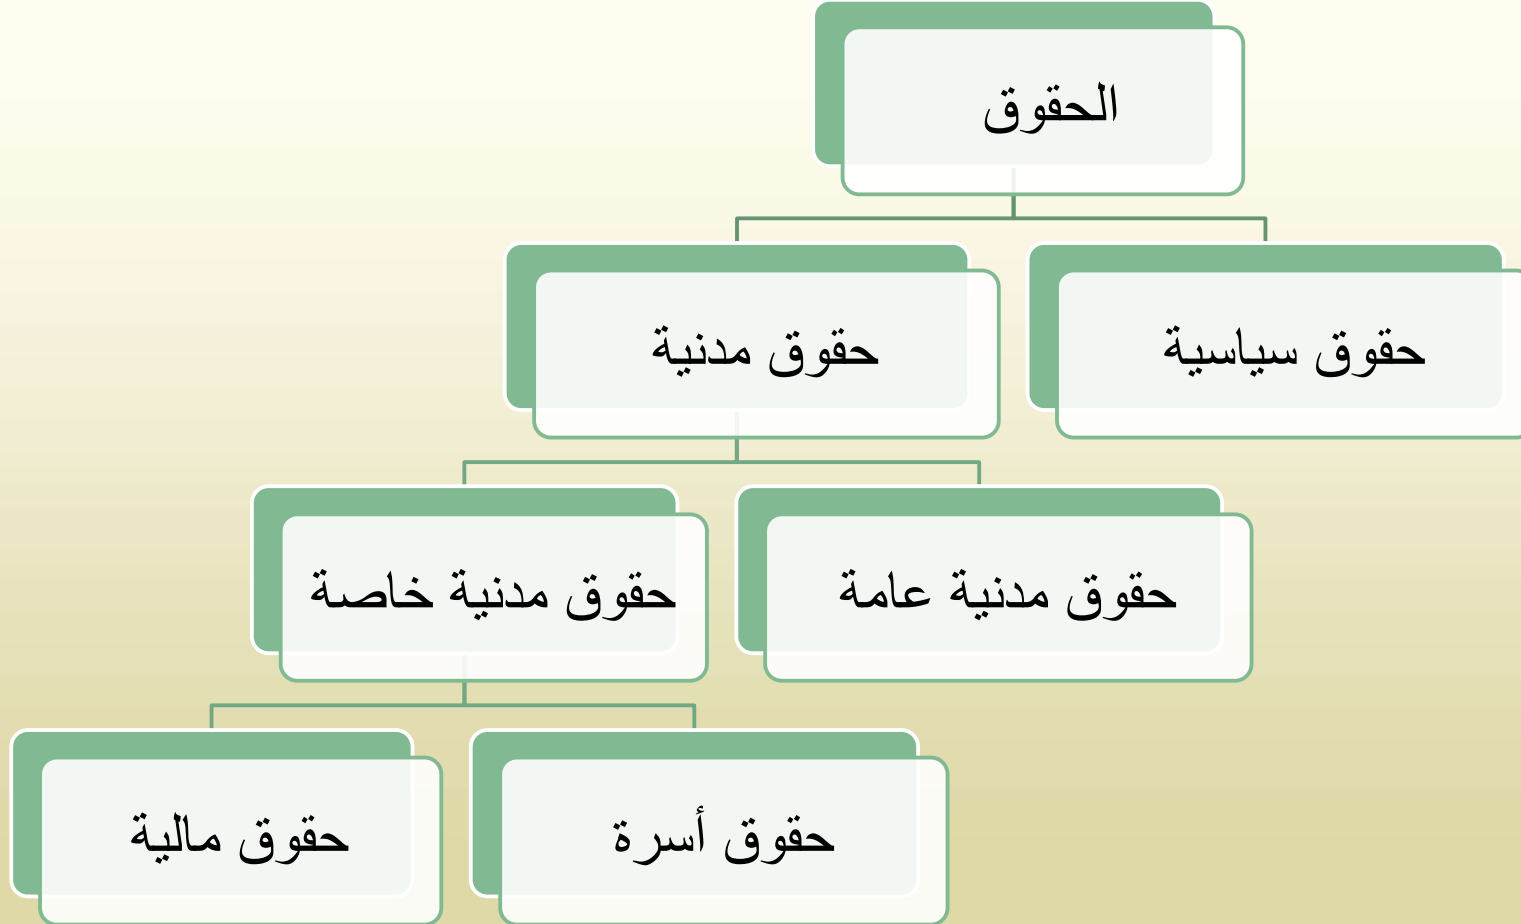 الحقوق
حقوق سياسية
حقوق مدنية
حقوق مدنية عامة
حقوق مدنية خاصة
حقوق أسرة
حقوق مالية